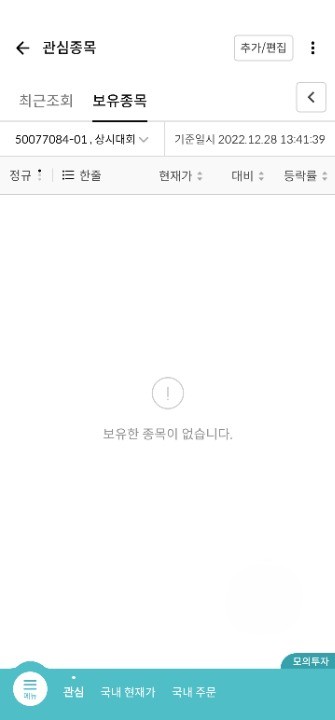 관심종목 추가/편집
최근조회 보유종목
50077084-01 , 상시대회 기준일시 2022.12.28 13:41:39
정규 한줄 현재가 대비 등락률
보유한 종목이 없습니다.
모의투자
메뉴 관심 국내 현재가 국내 주문